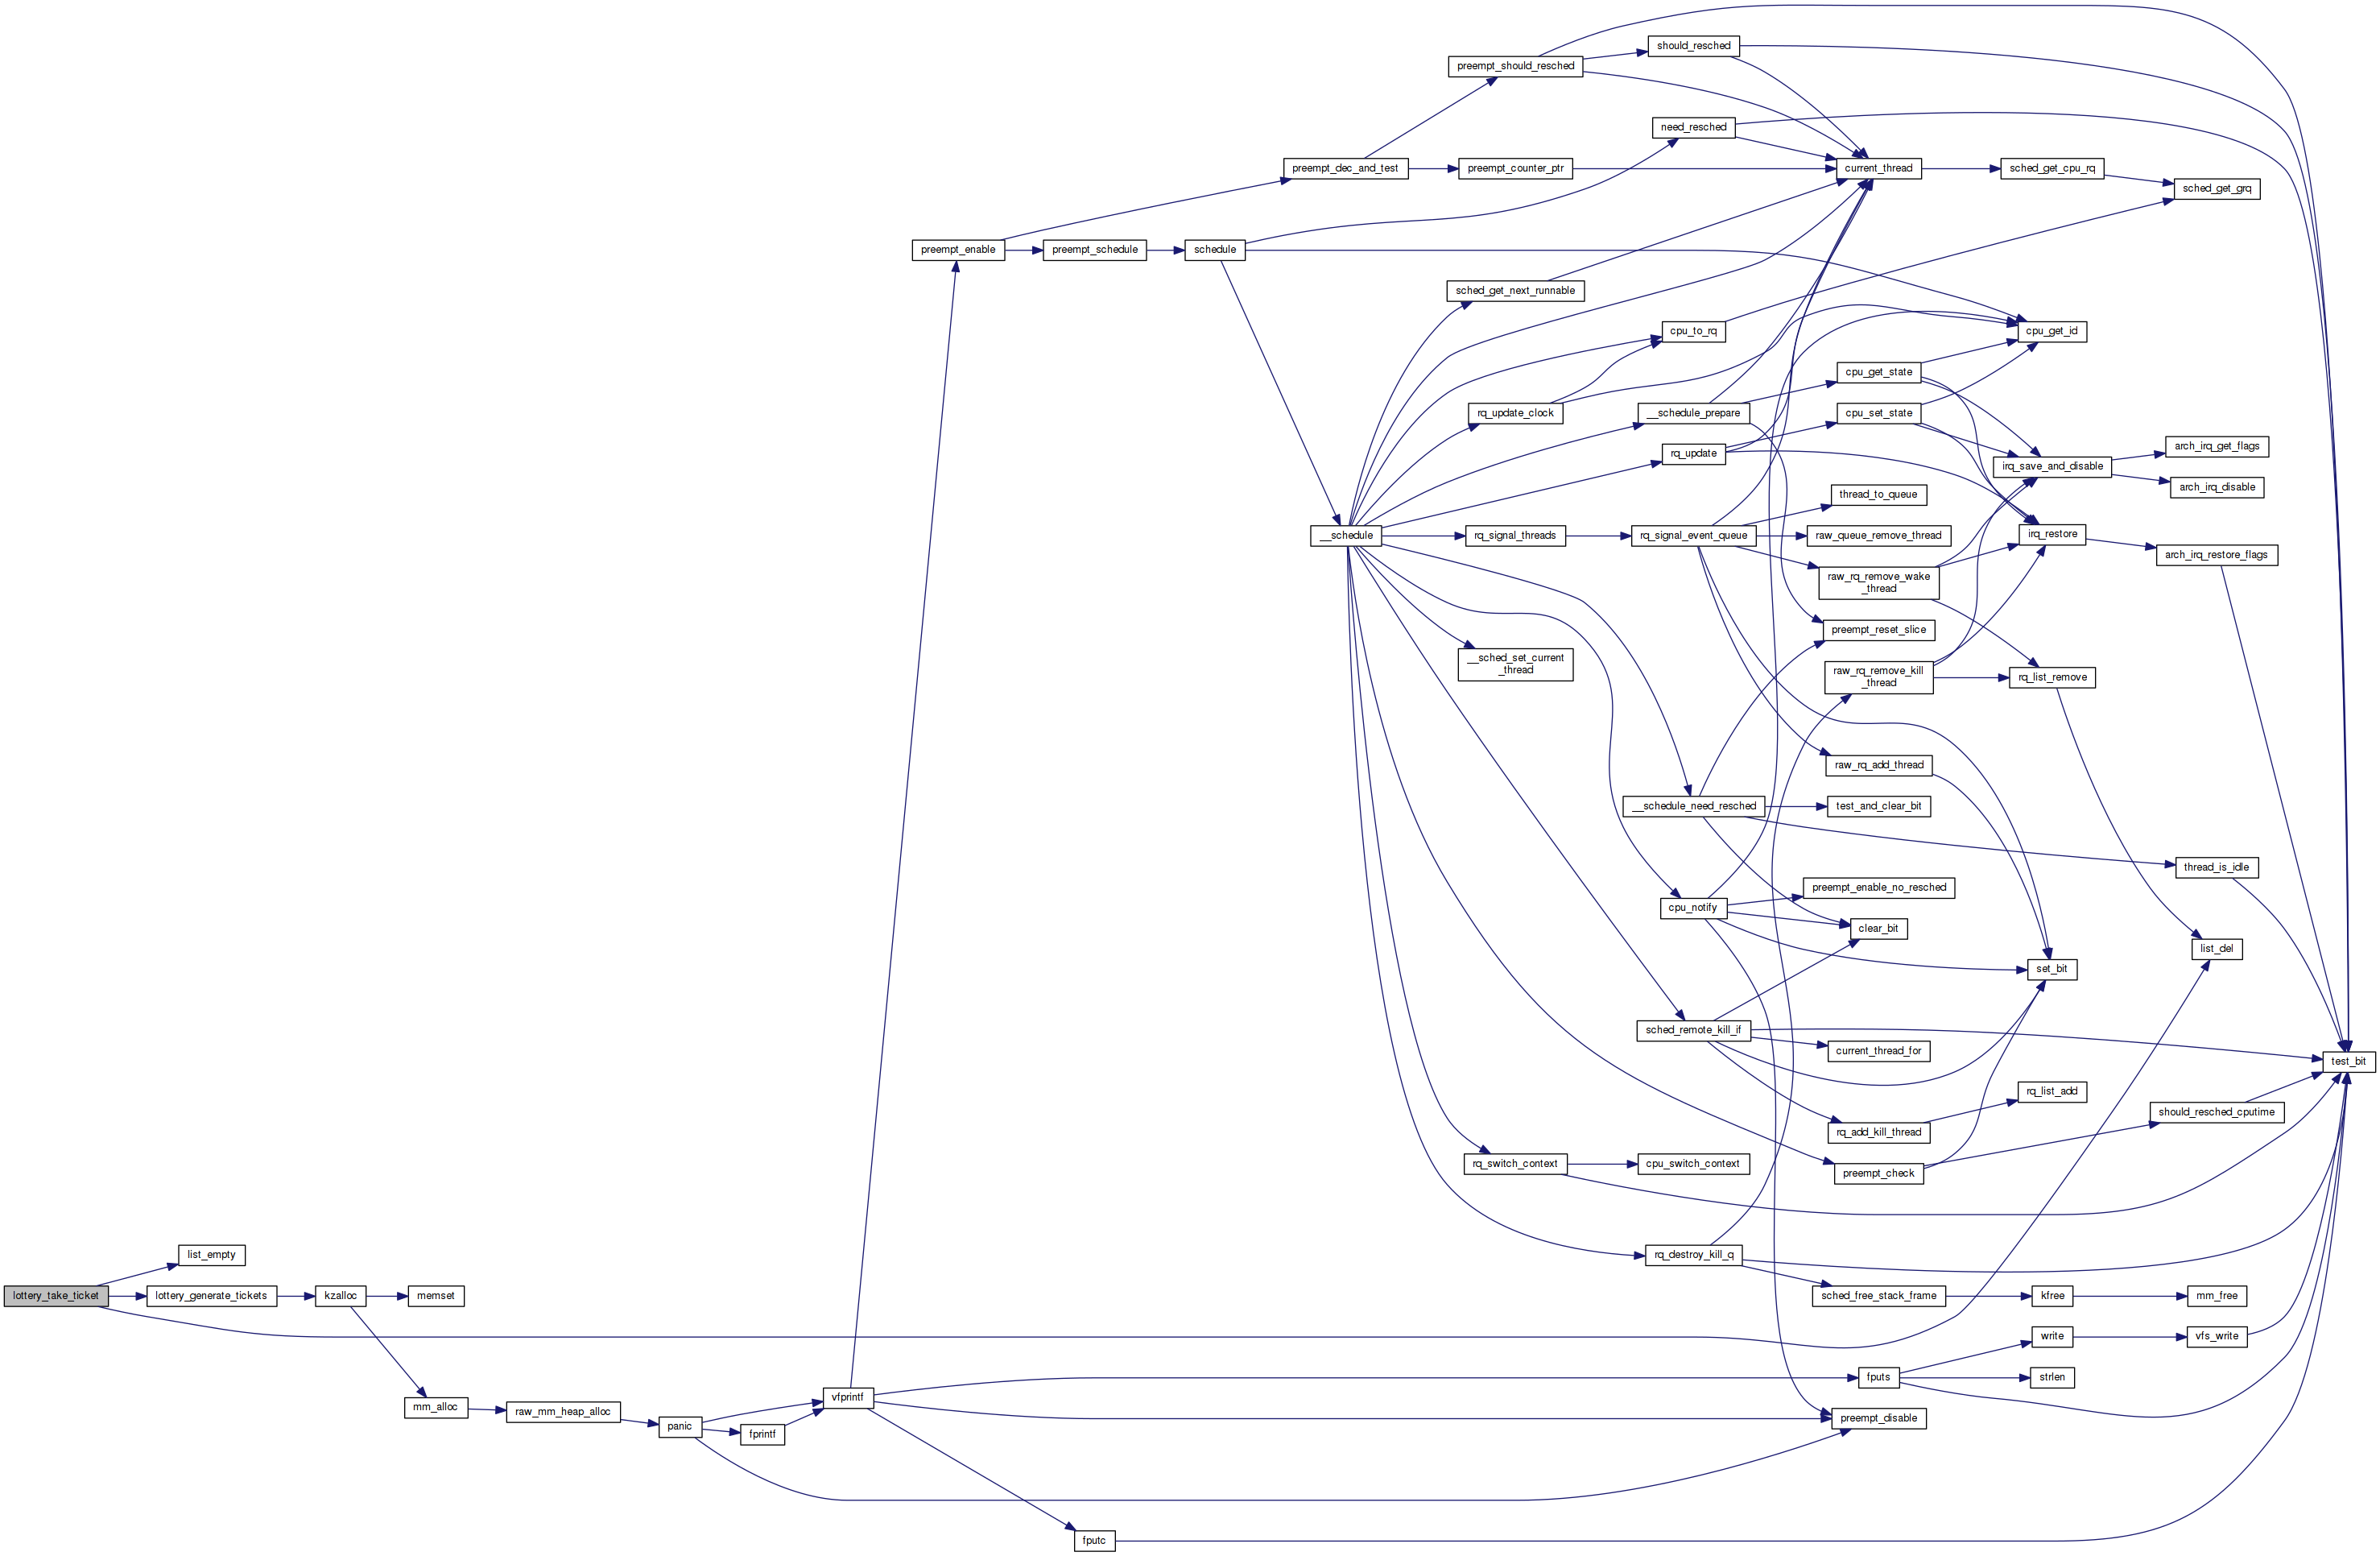 should_resched
preempt_should_resched
need_resched
preempt_dec_and_test
preempt_counter_ptr
current_thread
sched_get_cpu_rq
sched_get_grq
preempt_enable
preempt_schedule
schedule
sched_get_next_runnable
cpu_to_rq
cpu_get_id
cpu_get_state
rq_update_clock
__schedule_prepare
cpu_set_state
arch_irq_get_flags
rq_update
irq_save_and_disable
arch_irq_disable
thread_to_queue
__schedule
rq_signal_threads
rq_signal_event_queue
raw_queue_remove_thread
irq_restore
arch_irq_restore_flags
raw_rq_remove_wake
_thread
preempt_reset_slice
__sched_set_current
_thread
raw_rq_remove_kill
_thread
rq_list_remove
raw_rq_add_thread
__schedule_need_resched
test_and_clear_bit
thread_is_idle
preempt_enable_no_resched
cpu_notify
clear_bit
list_del
set_bit
sched_remote_kill_if
current_thread_for
test_bit
rq_list_add
should_resched_cputime
rq_add_kill_thread
rq_switch_context
cpu_switch_context
preempt_check
list_empty
rq_destroy_kill_q
lottery_take_ticket
lottery_generate_tickets
kzalloc
memset
sched_free_stack_frame
kfree
mm_free
write
vfs_write
fputs
strlen
vfprintf
mm_alloc
raw_mm_heap_alloc
panic
fprintf
preempt_disable
fputc